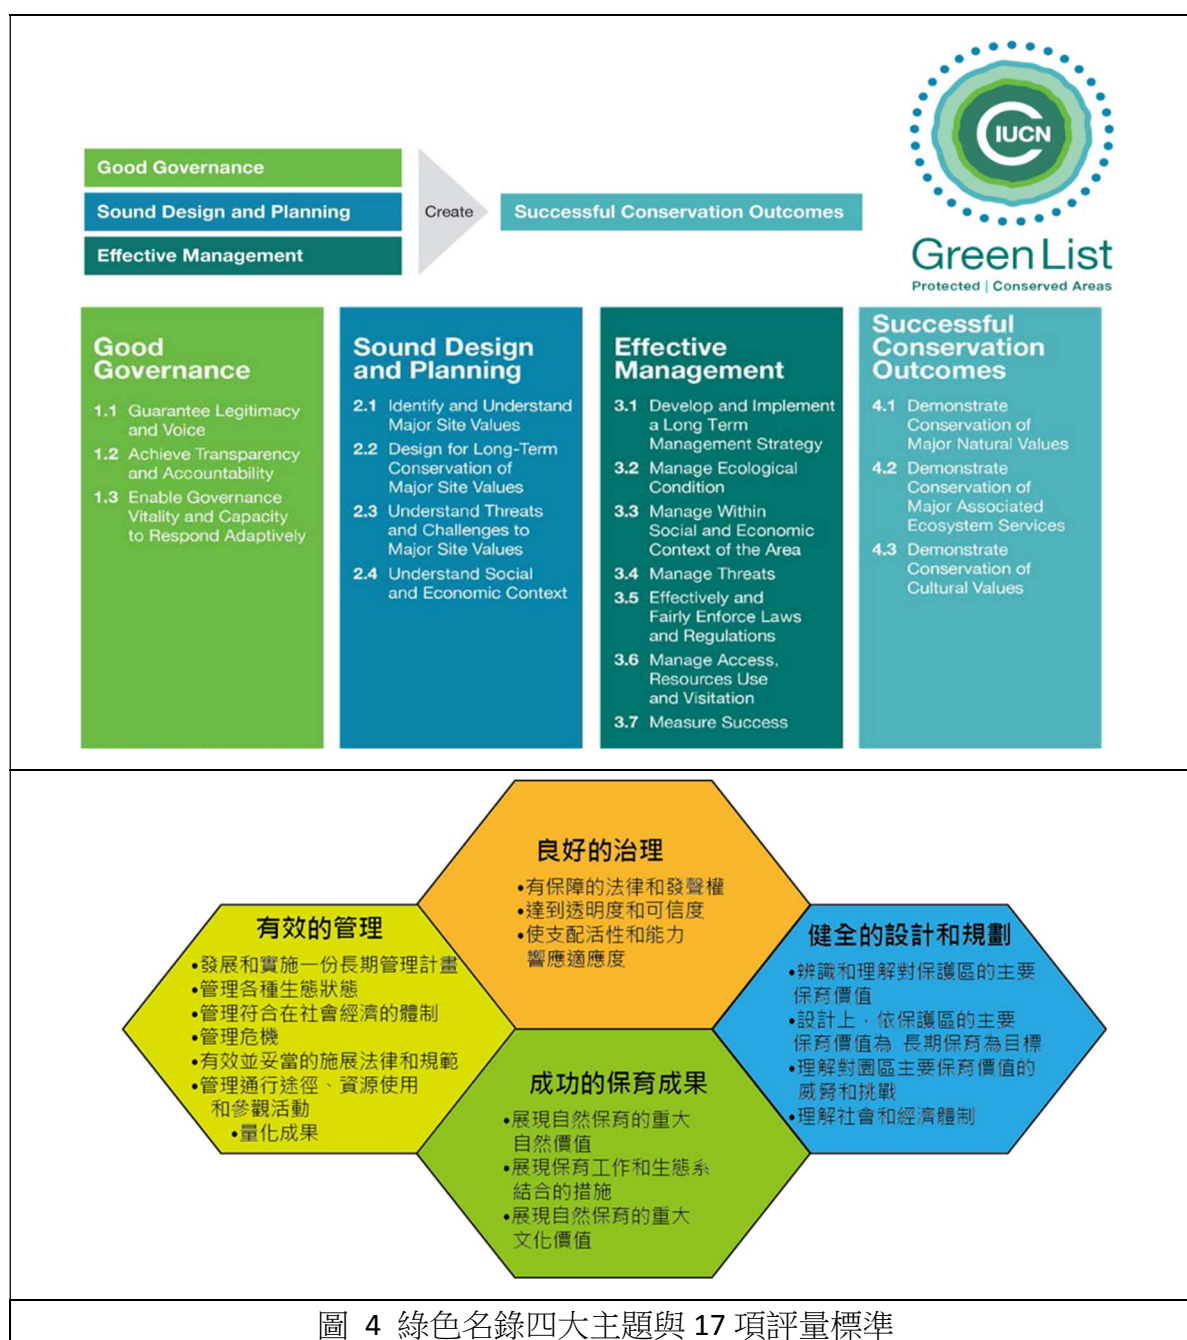 IUCN
Green List
Protected | Conserved Areas
Good Governance
Sound Design and Planning
Effective Management
Create
Successful Conservation Outcomes
Good
Governance
1.1 Guarantee Legitimacy
and Voice
1.2 Achieve Transparency
and Accountability
1.3 Enable Governance
Vitality and Capacity
to Respond Adaptively
Sound Design
and Planning
2.1 Identify and Understand
Major Site Values
2.2 Design for Long-Term
Conservation of
Major Site Values
2.3 Understand Threats
and Challenges to
Major Site Values
2.4 Understand Social
and Economic Context
Effective
Management
3.1 Develop and Implement
a Long Term
Management Strategy
3.2 Manage Ecological
Condition
3.3 Manage Within
Social and Economic
Context of the Area
3.4 Manage Threats
3.5 Effectively and
Fairly Enforce Laws
and Regulations
3.6 Manage Access,
Resources Use
and Visitation
3.7 Measure Success
Successful
Conservation
Outcomes
4.1 Demonstrate
Conservation of
Major Natural Values
4.2 Demonstrate
Conservation of
Major Associated
Ecosystem Services
4.3 Demonstrate
Conservation of
Cultural Values
良好的治理
•有保障的法律和發聲權
•達到透明度和可信度
•使支配活性和能力
響應適應度
有效的管理
•發展和實施一份長期管理計畫
•管理各種生態狀態
•管理符合在社會經濟的體制
•管理危機
•有效並妥當的施展法律和規範
•管理通行途徑、資源使用
和參觀活動
•量化成果
健全的設計和規劃
•辨識和理解對保護區的主要
保育價值
•設計上，依保護區的主要
保育價值為 長期保育為目標
•理解對園區主要保育價值的
威脅和挑戰
•理解社會和經濟體制
成功的保育成果
•展現自然保育的重大
自然價值
•展現保育工作和生態系
結合的措施
•展現自然保育的重大
文化價值
圖 4 綠色名錄四大主題與 17 項評量標準